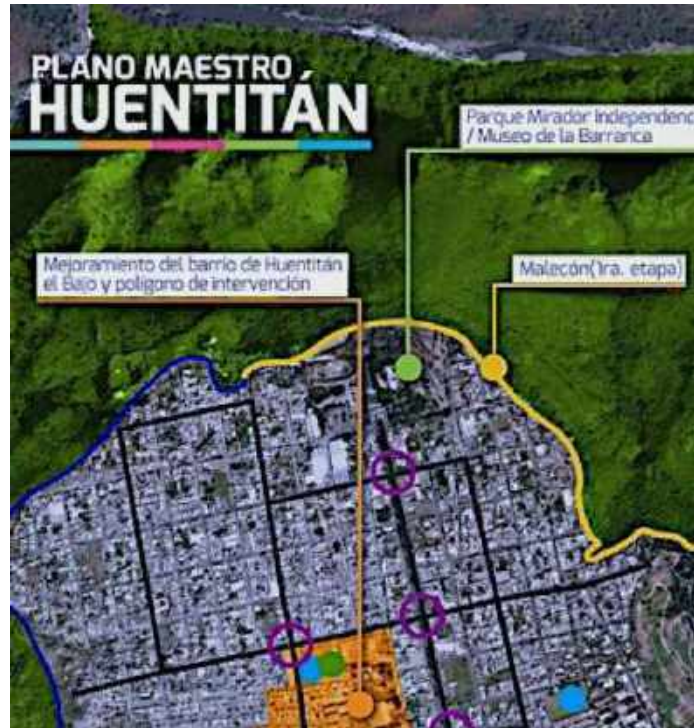 PLANO MAESTRO
HUENTITÁN
Parque Mirador Independenc
/ Museo de la Barranca
Mejoramiento del barrio de Huentitán
el Bajo y polígono de intervención
Malecón(1ra. etapa)